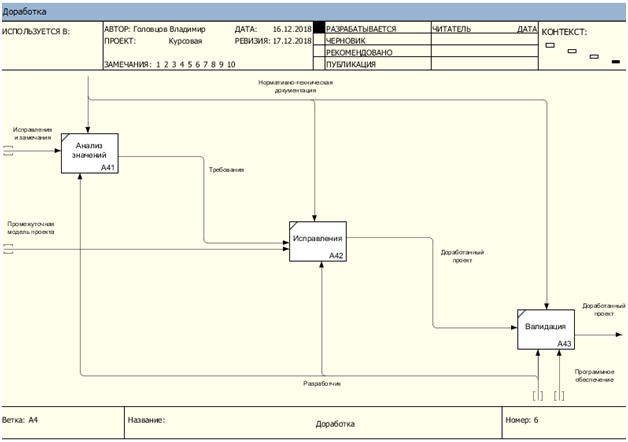 Доработка
ИСПОЛЬЗУЕТСЯ В:
АВТОР: Головцов Владимир
ДАТА: 16.12.2018
ПРОЕКТ: Курсовая
РЕВИЗИЯ: 17.12.2018
ЗАМЕЧАНИЯ: 1 2 3 4 5 6 7 8 9 10
РАЗРАБАТЫВАЕТСЯ
ЧЕРНОВИК
РЕКОМЕНДОВАНО
ПУБЛИКАЦИЯ
ЧИТАТЕЛЬ
ДАТА
КОНТЕКСТ:
Нормативно-техническая
документация
Исправления
и замечания
Анализ
значений
A41
Требования
Промежуточная
модель проекта
Исправления
A42
Доработанный
проект
Доработанный
проект
Валидация
A43
Программное
обеспечение
Разработчик
Ветка: A4
Название:
Доработка
Номер: 6